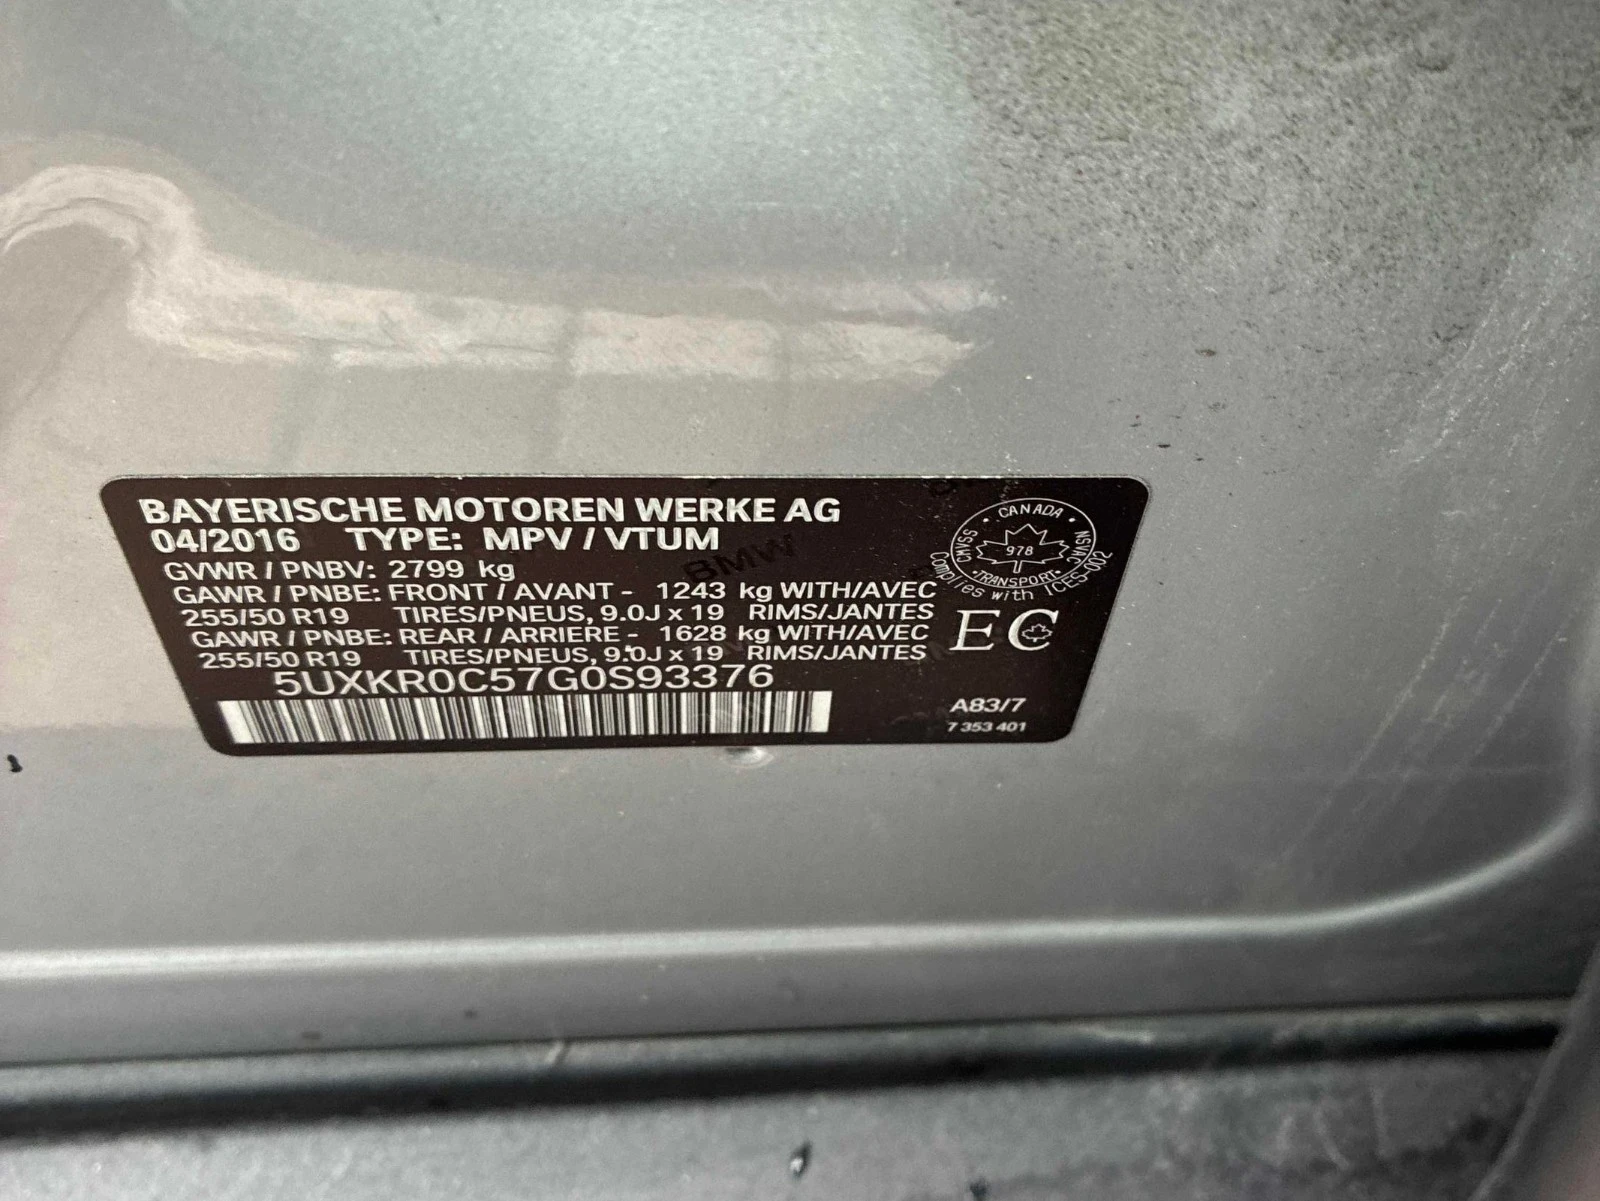 BAYERISCHE MOTOREN WERKE AG
04/2016 TYPE: MPV / VTUM
GVWR / PNBV: 2799 kg
GAWR / PNBE: FRONT / AVANT - 1243 kg WITH/AVEC
255/50 R19 TIRES/PNEUS, 9.0J x 19 RIMS/JANTES
GAWR / PNBE: REAR / ARRIERE - 1628 kg WITH/AVEC
255/50 R19 TIRES/PNEUS, 9.0J x 19 RIMS/JANTES
5UXKR0C57G0S93376
CANADA
CMVSS 978 NSVAC
TRANSPORT
Complies with ICES-002
EC
A83/7
7 353 401
BMW